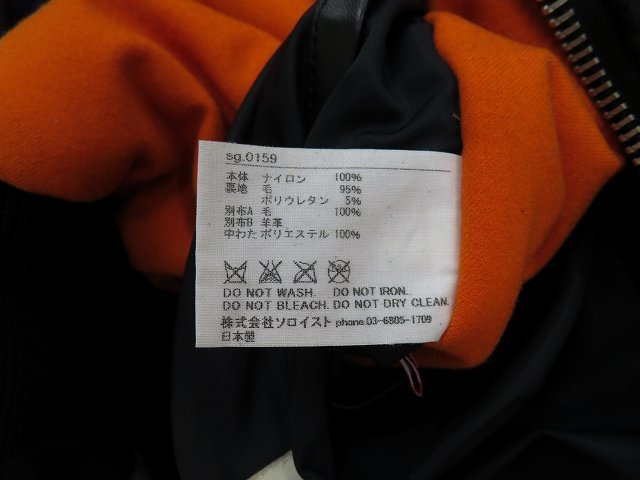 sg.0159
本体 ナイロン 100%
裏地 毛 95%
ポリウレタン 5%
別布A 毛 100%
別布B 羊革
中わた ポリエステル 100%
DO NOT WASH. DO NOT IRON.
DO NOT BLEACH. DO NOT DRY CLEAN.
株式会社ソロイスト phone.03-6805-1709
日本製